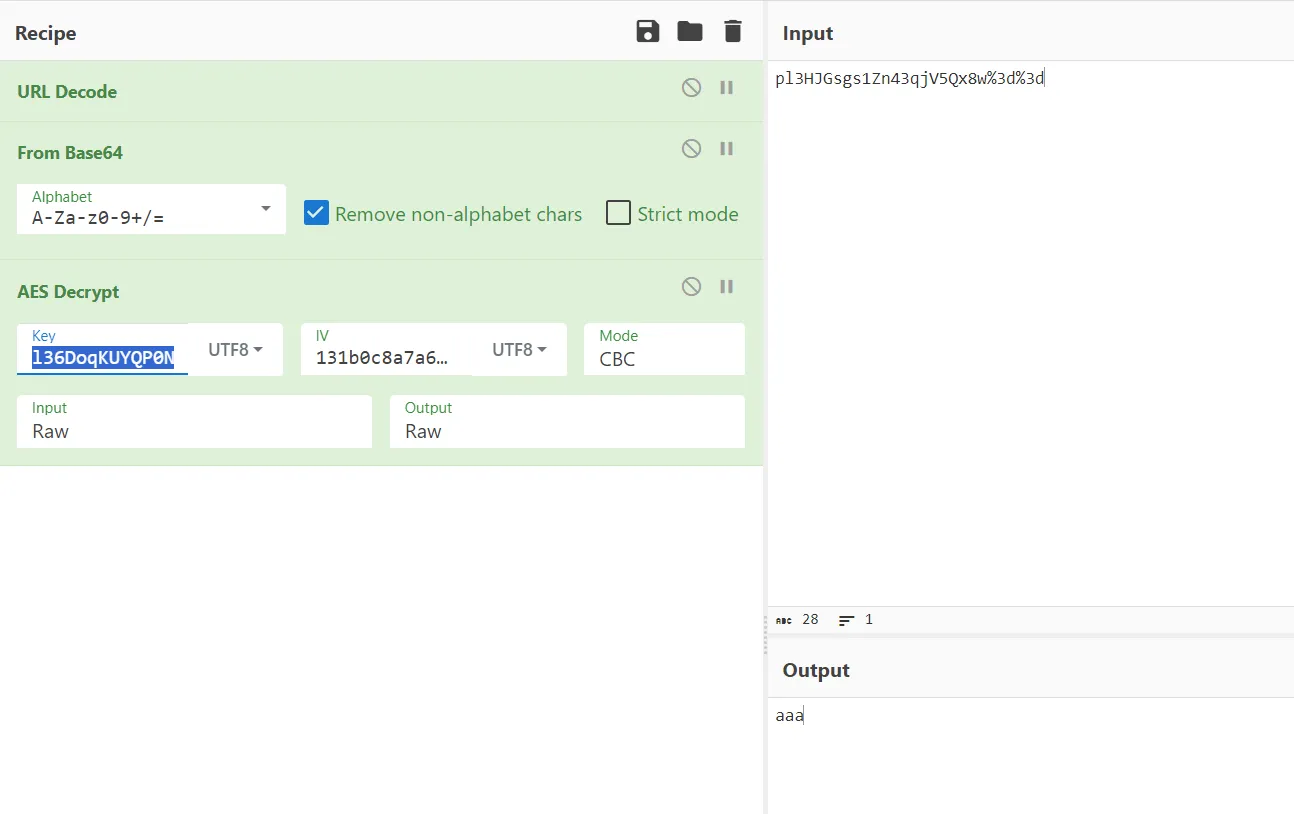 Recipe
URL Decode
From Base64
Alphabet
A-Za-z0-9+/=
Remove non-alphabet chars
Strict mode
AES Decrypt
Key
l36DoqKUYQP0N
UTF8
IV
131b0c8a7a6…
UTF8
Mode
CBC
Input
Raw
Output
Raw
Input
pl3HJGsgs1Zn43qjV5Qx8w%3d%3d
ABC 28 1
Output
aaa